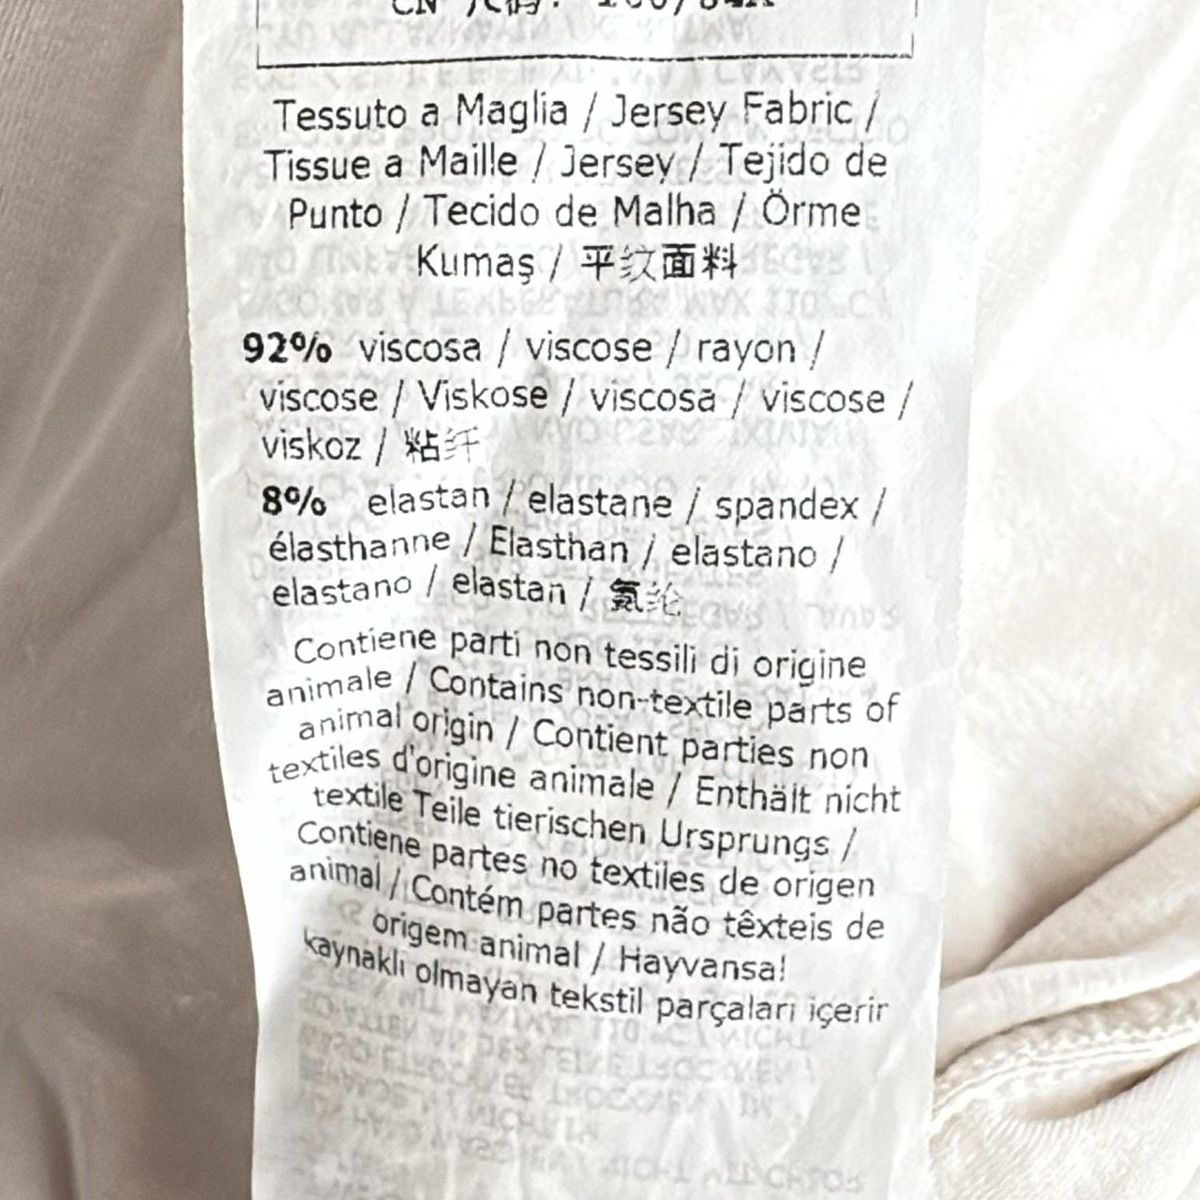 CN 尺码:
Tessuto a Maglia / Jersey Fabric /
Tissue a Maille / Jersey / Tejido de
Punto / Tecido de Malha / Örme
Kumaş / 平纹面料
92% viscosa / viscose / rayon /
viscose / Viskose / viscosa / viscose /
viskoz / 粘纤
8% elastan / elastane / spandex /
élasthanne / Elasthan / elastano /
elastano / elastan / 氨纶
Contiene parti non tessili di origine
animale / Contains non-textile parts of
animal origin / Contient parties non
textiles d'origine animale / Enthält nicht
textile Teile tierischen Ursprungs /
Contiene partes no textiles de origen
animal / Contém partes não têxteis de
origem animal / Hayvansal
kaynaklı olmayan tekstil parçaları içerir